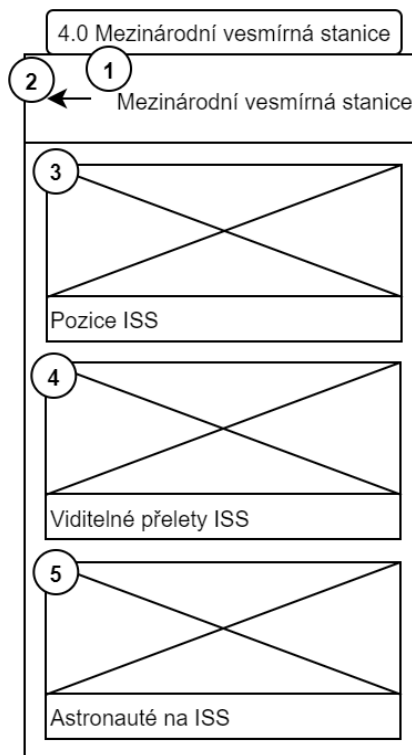 4.0 Mezinárodní vesmírná stanice
1
2
Mezinárodní vesmírná stanice
3
Pozice ISS
4
Viditelné přelety ISS
5
Astronauté na ISS